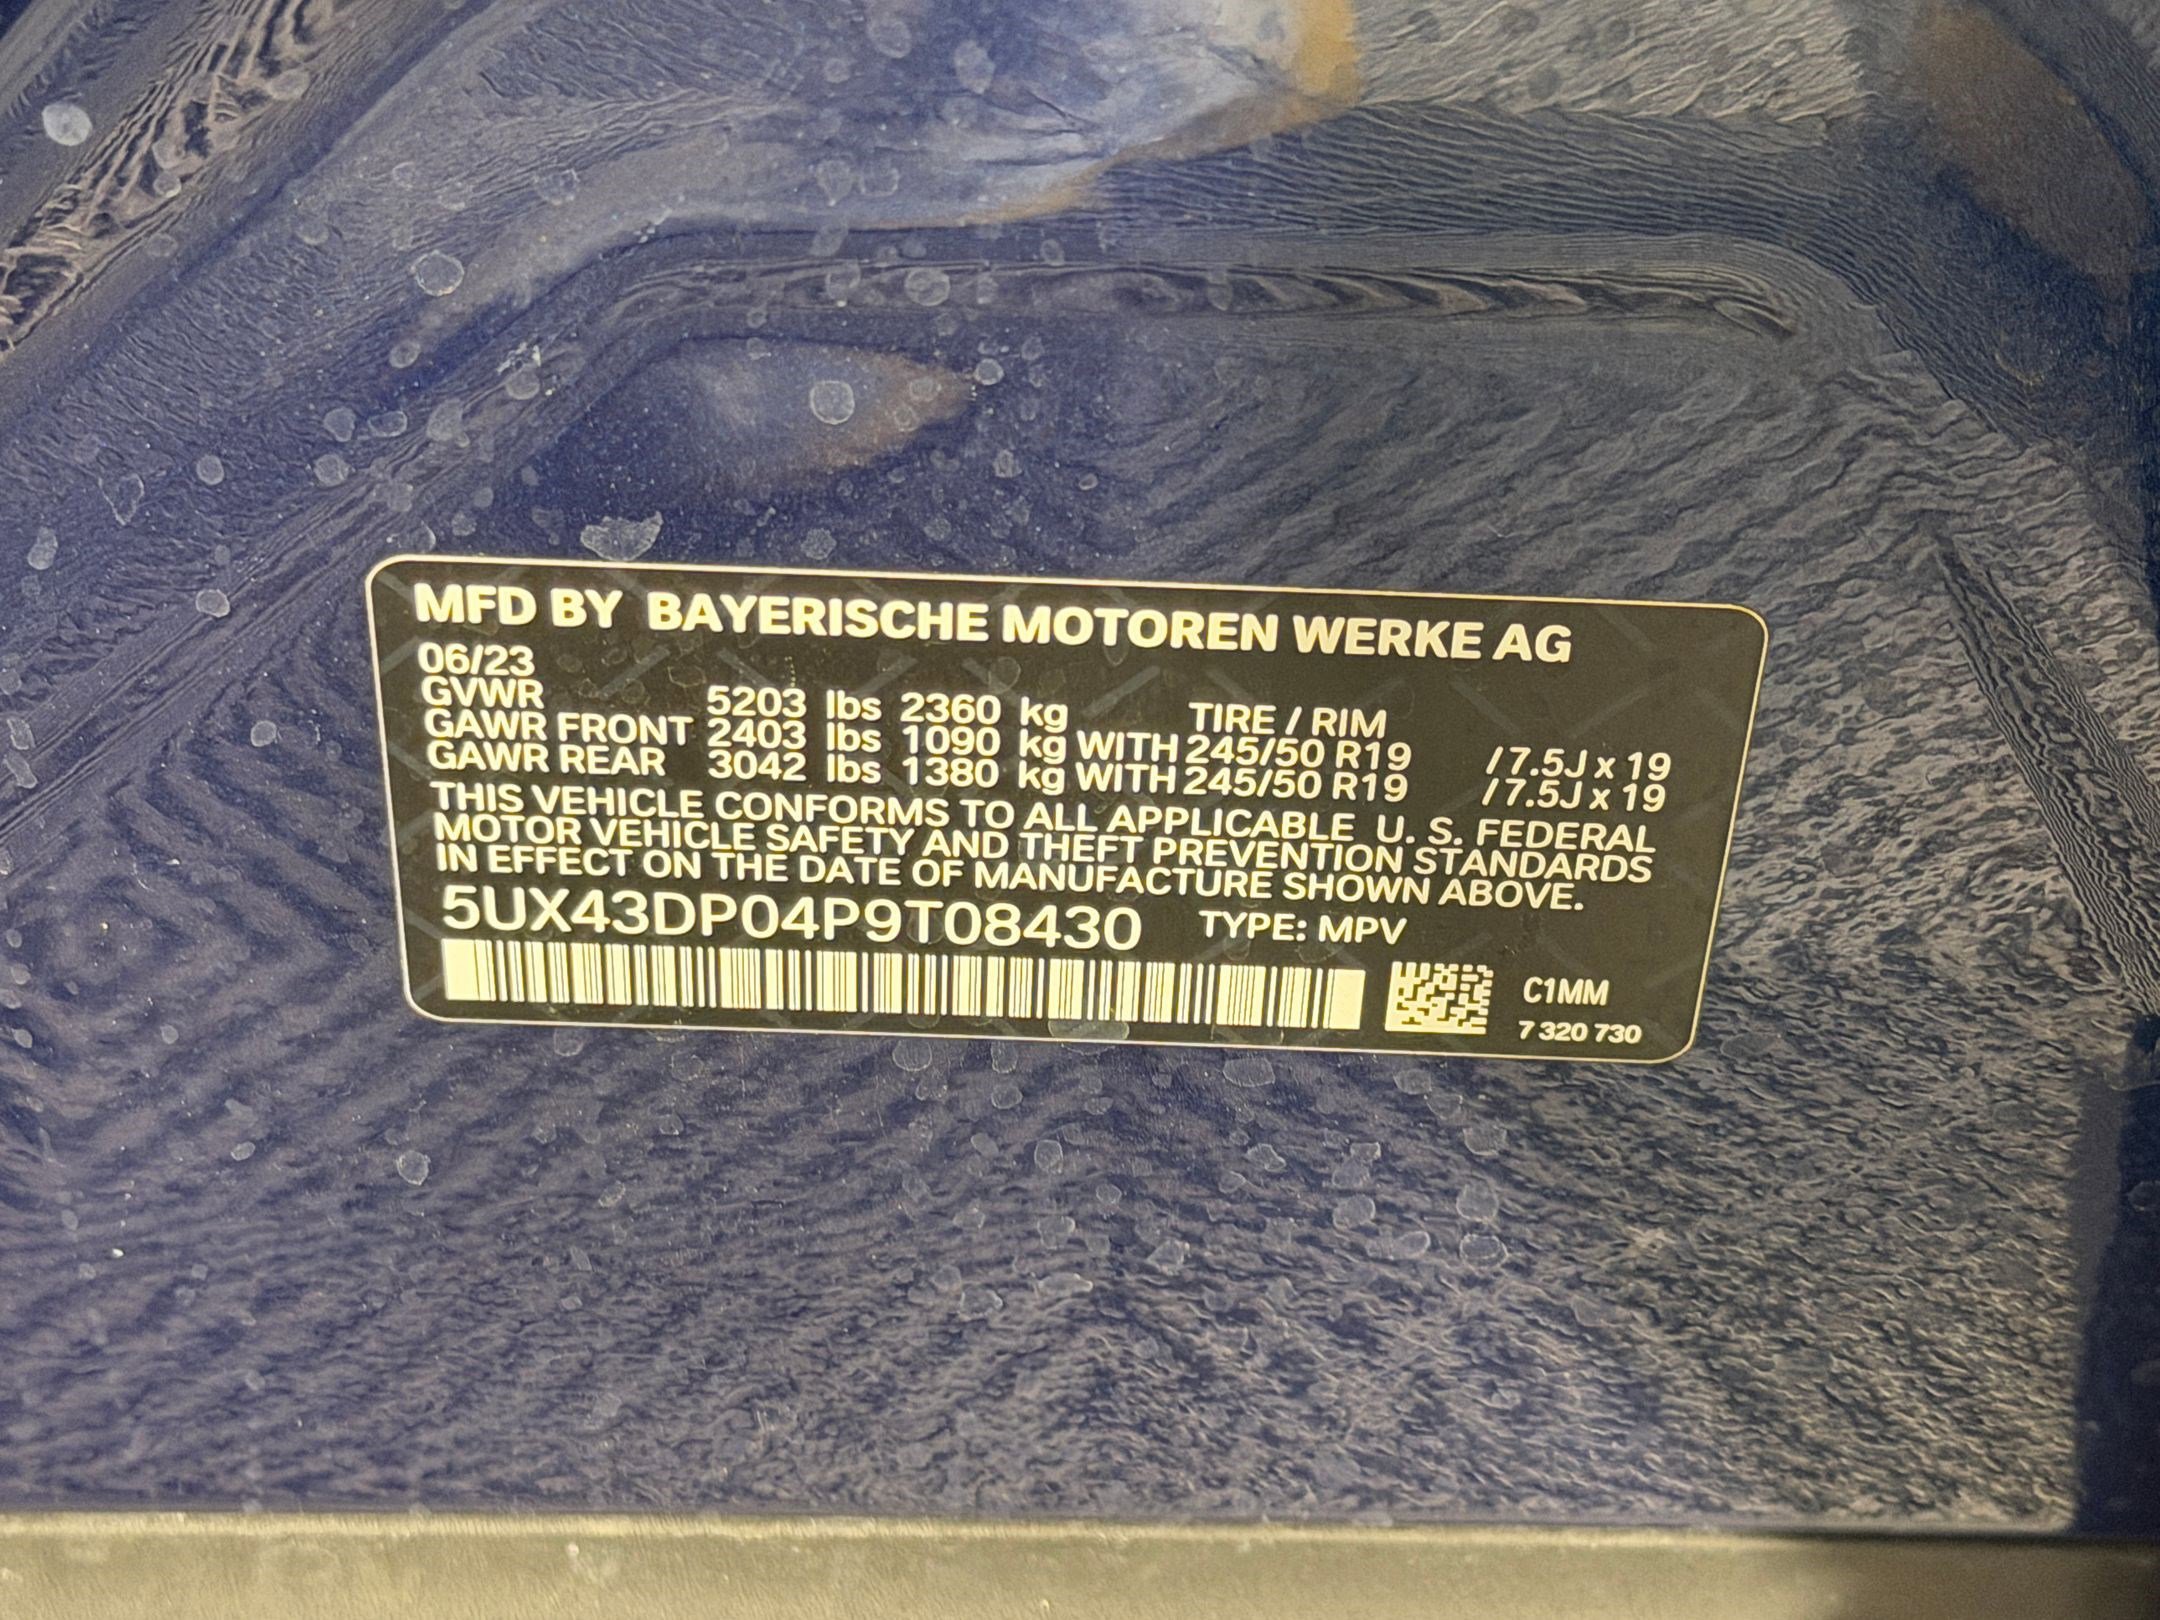 MFD BY BAYERISCHE MOTOREN WERKE AG
06/23
GVWR 5203 lbs 2360 kg TIRE / RIM
GAWR FRONT 2403 lbs 1090 kg WITH 245/50 R19 / 7.5J x 19
GAWR REAR 3042 lbs 1380 kg WITH 245/50 R19 / 7.5J x 19
THIS VEHICLE CONFORMS TO ALL APPLICABLE U. S. FEDERAL
MOTOR VEHICLE SAFETY AND THEFT PREVENTION STANDARDS
IN EFFECT ON THE DATE OF MANUFACTURE SHOWN ABOVE.
5UX43DP04P9T08430 TYPE: MPV
C1MM
7 320 730